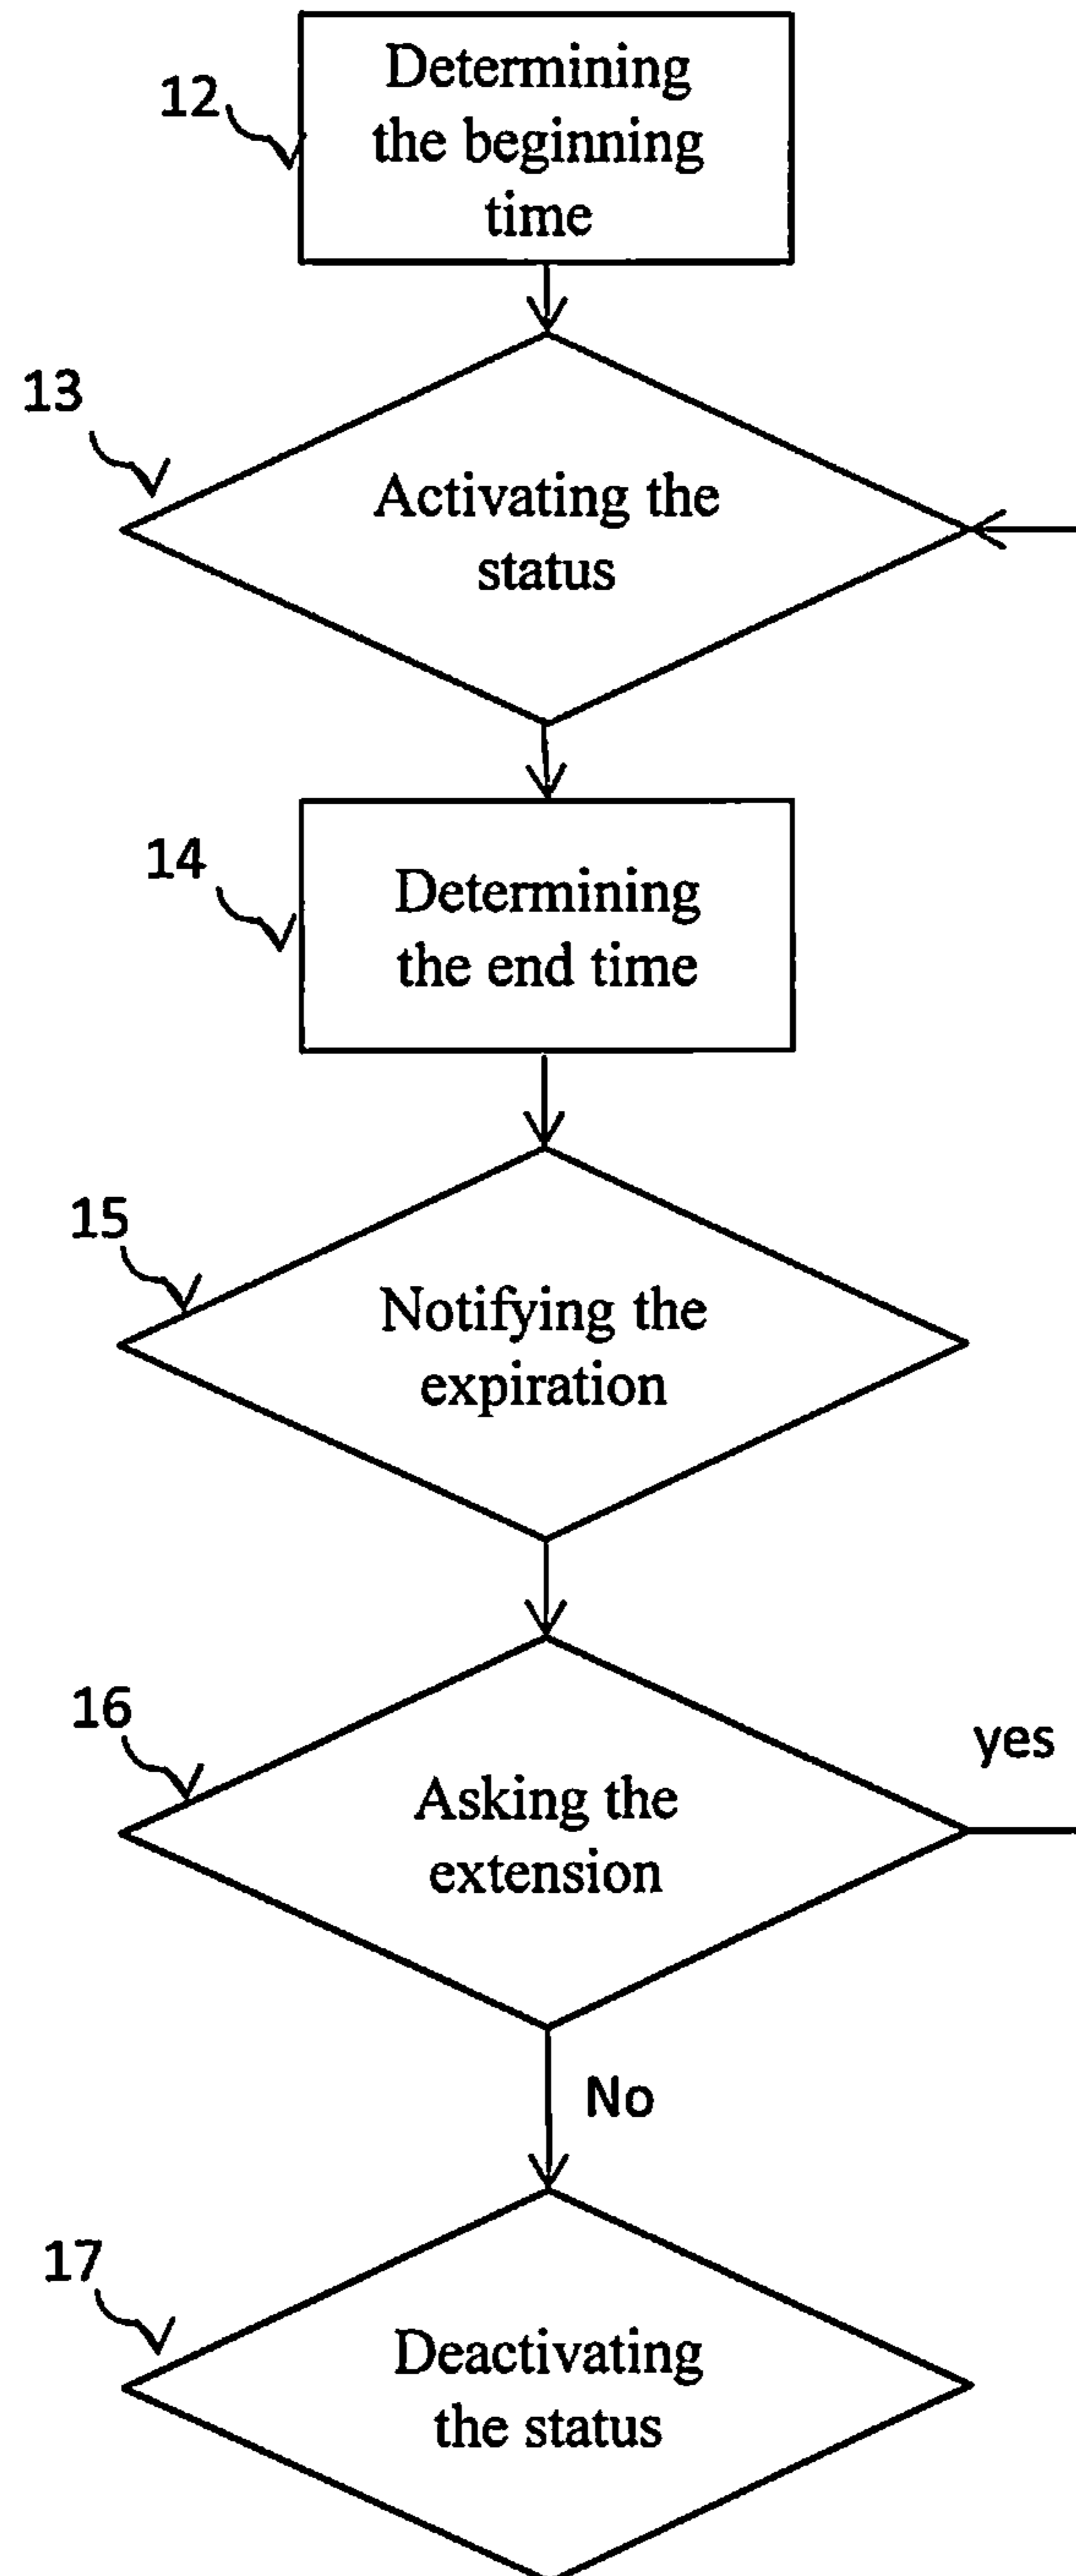 12
Determining
the beginning
time
13
Activating the
status
14
Determining
the end time
15
Notifying the
expiration
16
Asking the
extension
yes
No
17
Deactivating
the status